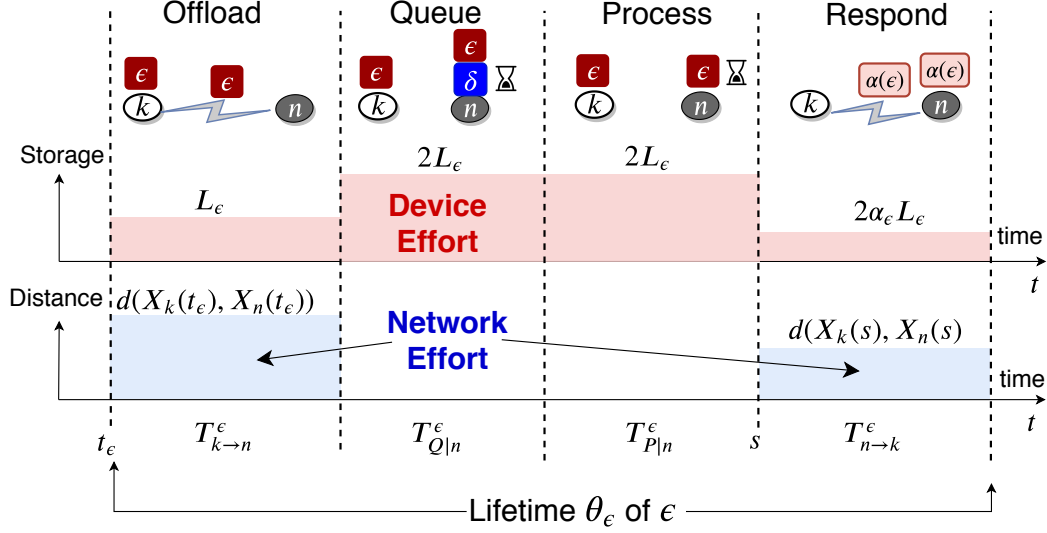 Offload Queue Process Respond
ϵ ϵ ϵ ϵ δ ϵ ϵ α(ϵ) α(ϵ)
k n k n k n k n
Storage
L_ϵ 2L_ϵ 2L_ϵ 2α_ϵ L_ϵ
Device
Effort
time
t
Distance
d(X_k(t_ϵ), X_n(t_ϵ)) d(X_k(s), X_n(s)
Network
Effort
time
t
t_ϵ T^ϵ_{k→n} T^ϵ_{Q|n} T^ϵ_{P|n} s T^ϵ_{n→k}
Lifetime θ_ϵ of ϵ